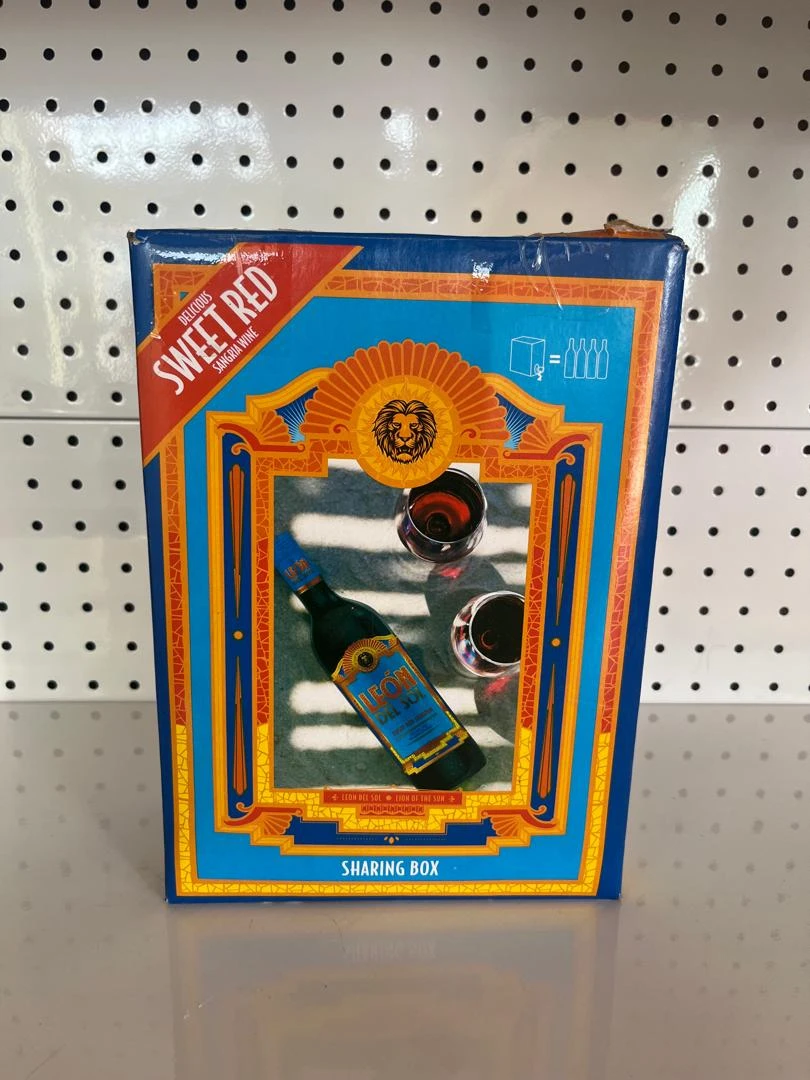 DELICIOUS
SWEET RED
SANGRIA WINE
=
LEÓN
DEL SOL
LEÓN DEL SOL LION OF THE SUN
SHARING BOX